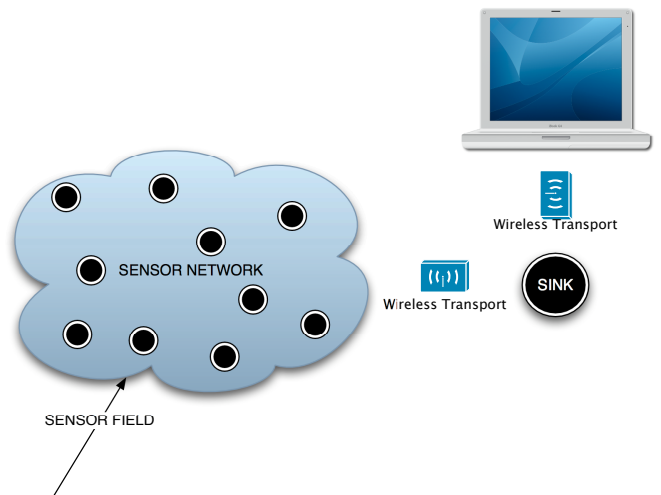 Wireless Transport
SENSOR NETWORK
SINK
Wireless Transport
SENSOR FIELD